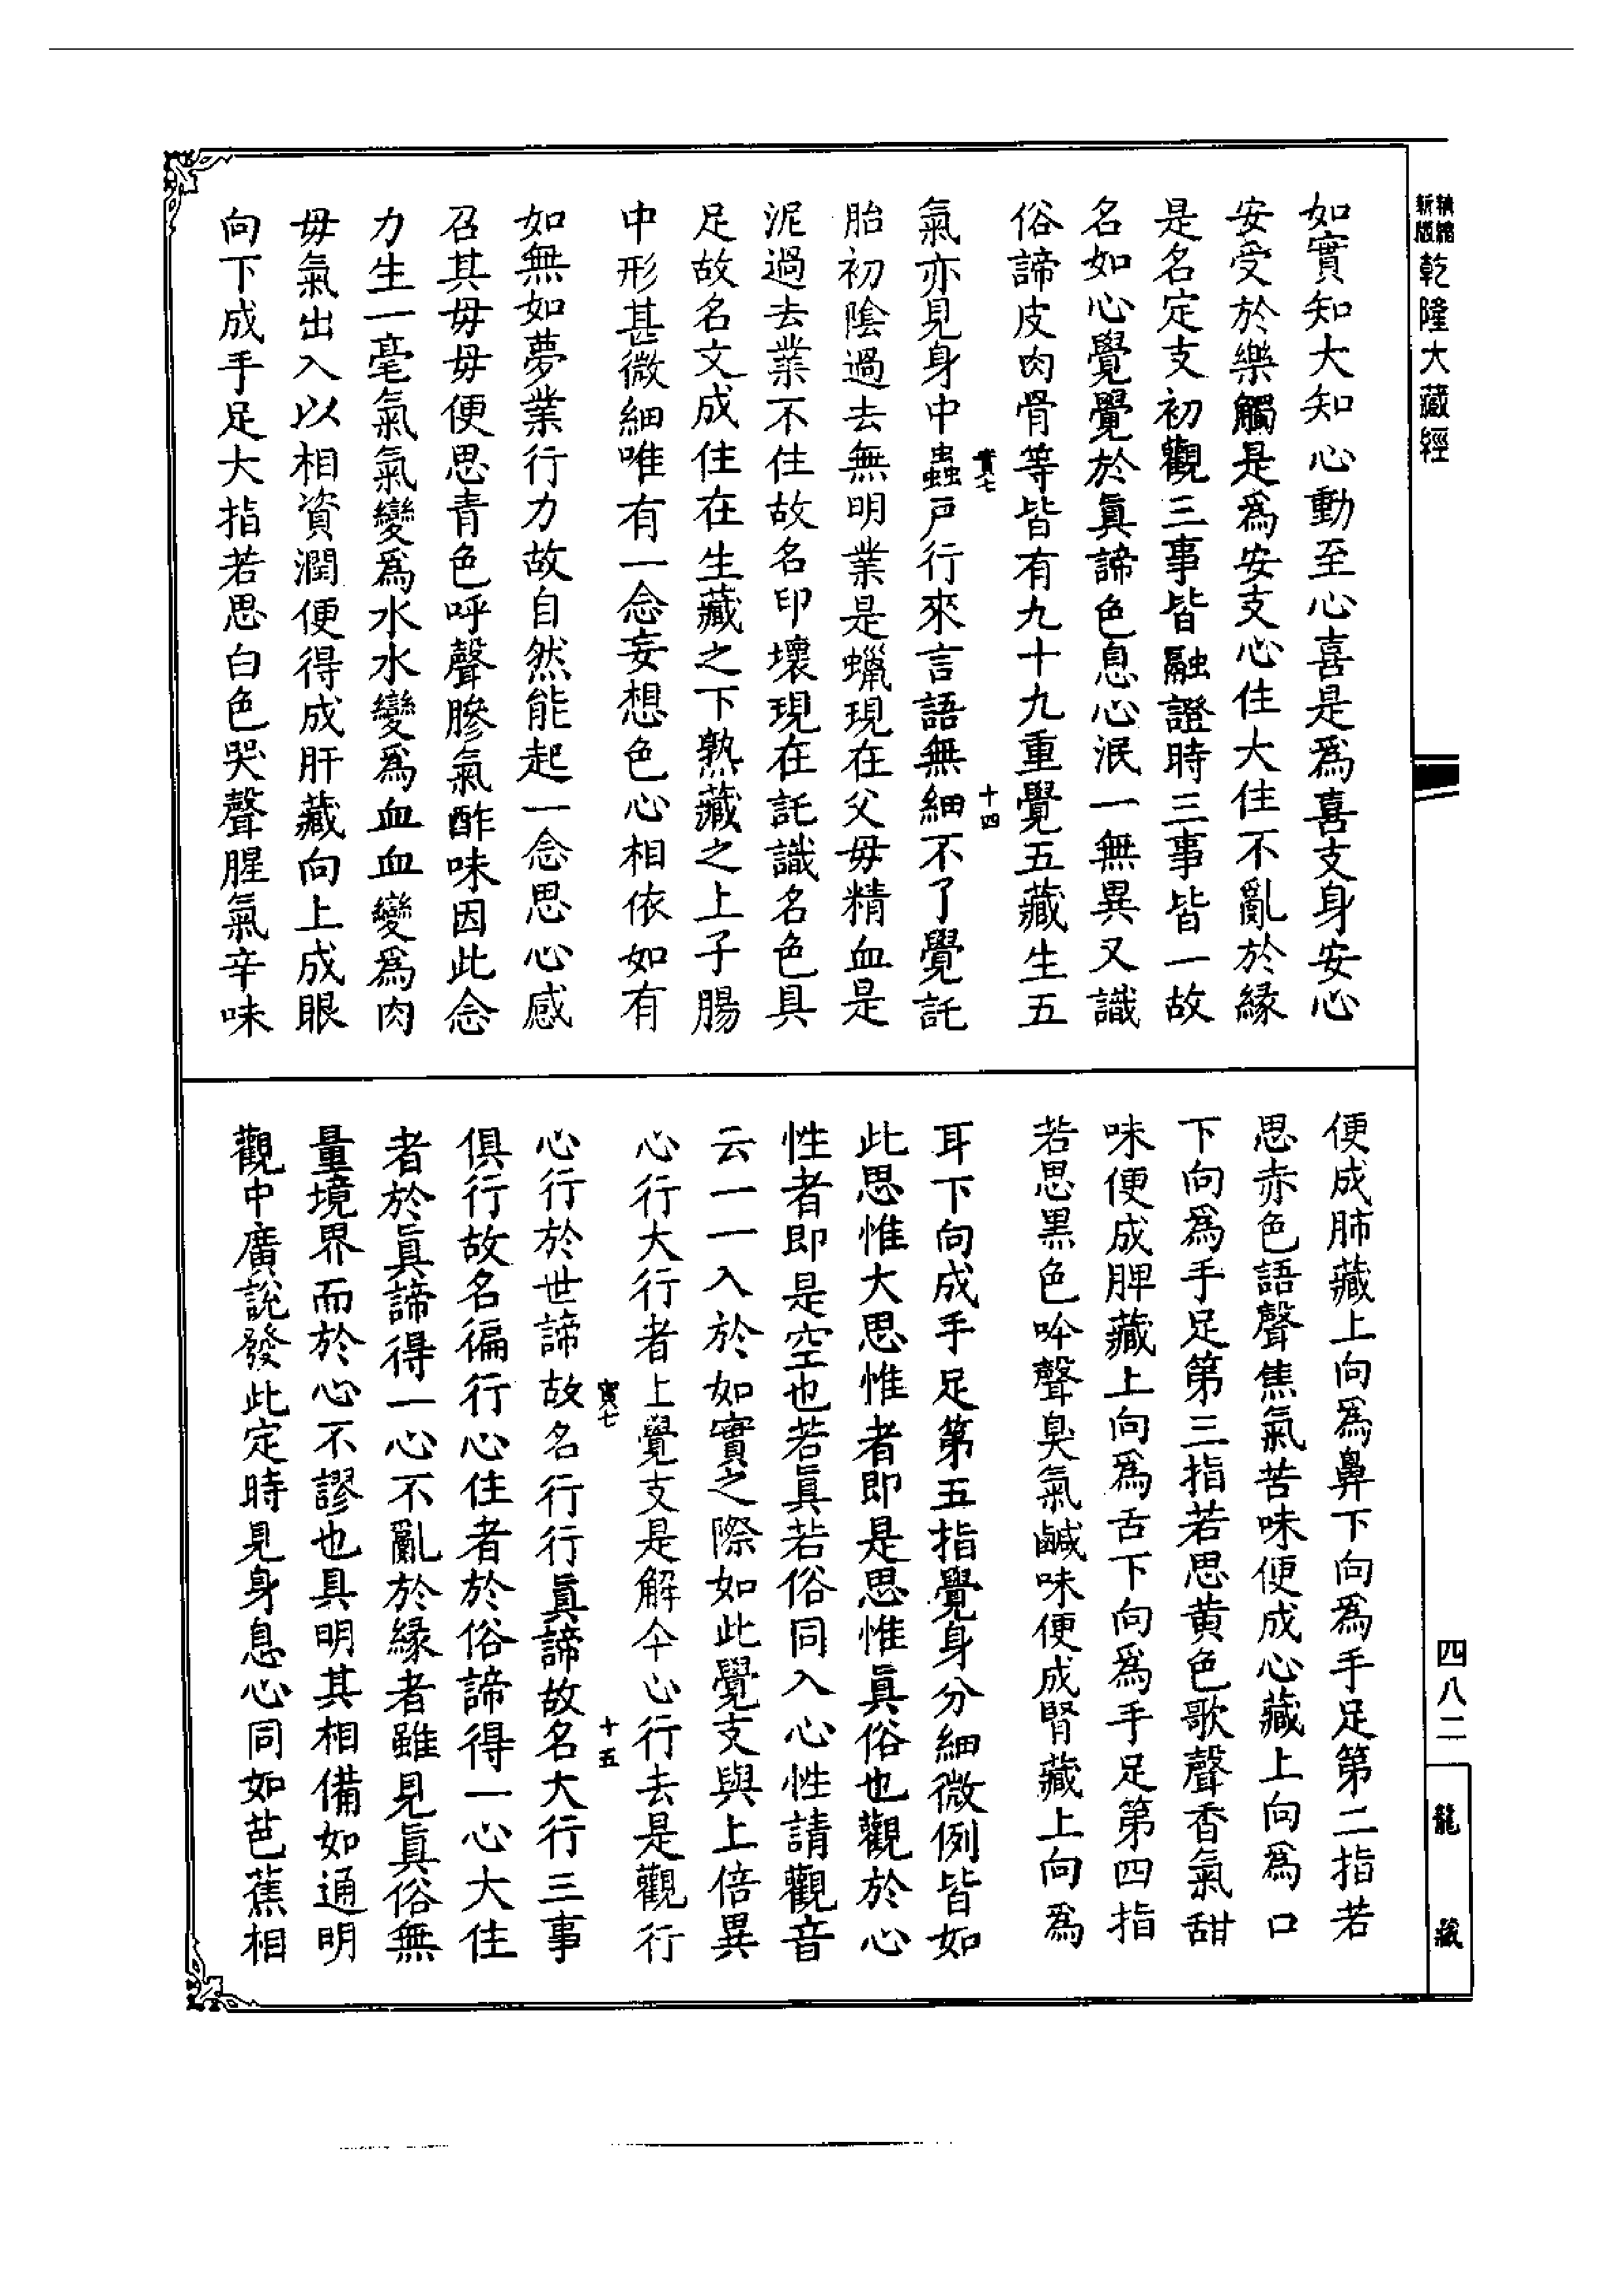 精縮
新版
乾隆大藏經
如實知大知心動至心喜是爲喜支身安心
安受於樂觸是爲安支心住大住不亂於緣
是名定支初觀三事皆融證時三事皆一故
名如心覺覺於眞諦色息心泯一無異又識
俗諦皮肉骨等皆有九十九重覺五藏生五
實七
十四
氣亦見身中蟲戸行來言語無細不了覺託
胎初陰過去無明業是蠟現在父毋精血是
泥過去業不住故名印壞現在託識名色具
足故名文成住在生藏之下熟藏之上子腸
中形甚微細唯有一念妄想色心相依如有
如無如夢業行力故自然能起一念思心感
召其毋毋便思青色呼聲臊氣酢味因此念
力生一毫氣氣變爲水水變爲血血變爲肉
毋氣出入以相資潤便得成肝藏向上成眼
向下成手足大指若思白色哭聲腥氣辛味
便成肺藏上向爲鼻下向爲手足第二指若
思赤色語聲焦氣苦味便成心藏上向爲口
下向爲手足第三指若思黄色歌聲香氣甜
味便成脾藏上向爲舌下向爲手足第四指
若思黑色吟聲臭氣鹹味便成腎藏上向爲
耳下向成手足第五指覺身分細微例皆如
此思惟大思惟者即是思惟眞俗也觀於心
性者即是空也若眞若俗同入心性請觀音
云一一入於如實之際如此覺支與上倍異
心行大行者上覺支是解今心行去是觀行
實七
十五
心行於世諦故名行行眞諦故名大行三事
俱行故名徧行心住者於俗諦得一心大住
者於眞諦得一心不亂於緣者雖見眞俗無
量境界而於心不謬也具明其相備如通明
觀中廣說發此定時見身息心同如芭蕉相
四八二
龍藏